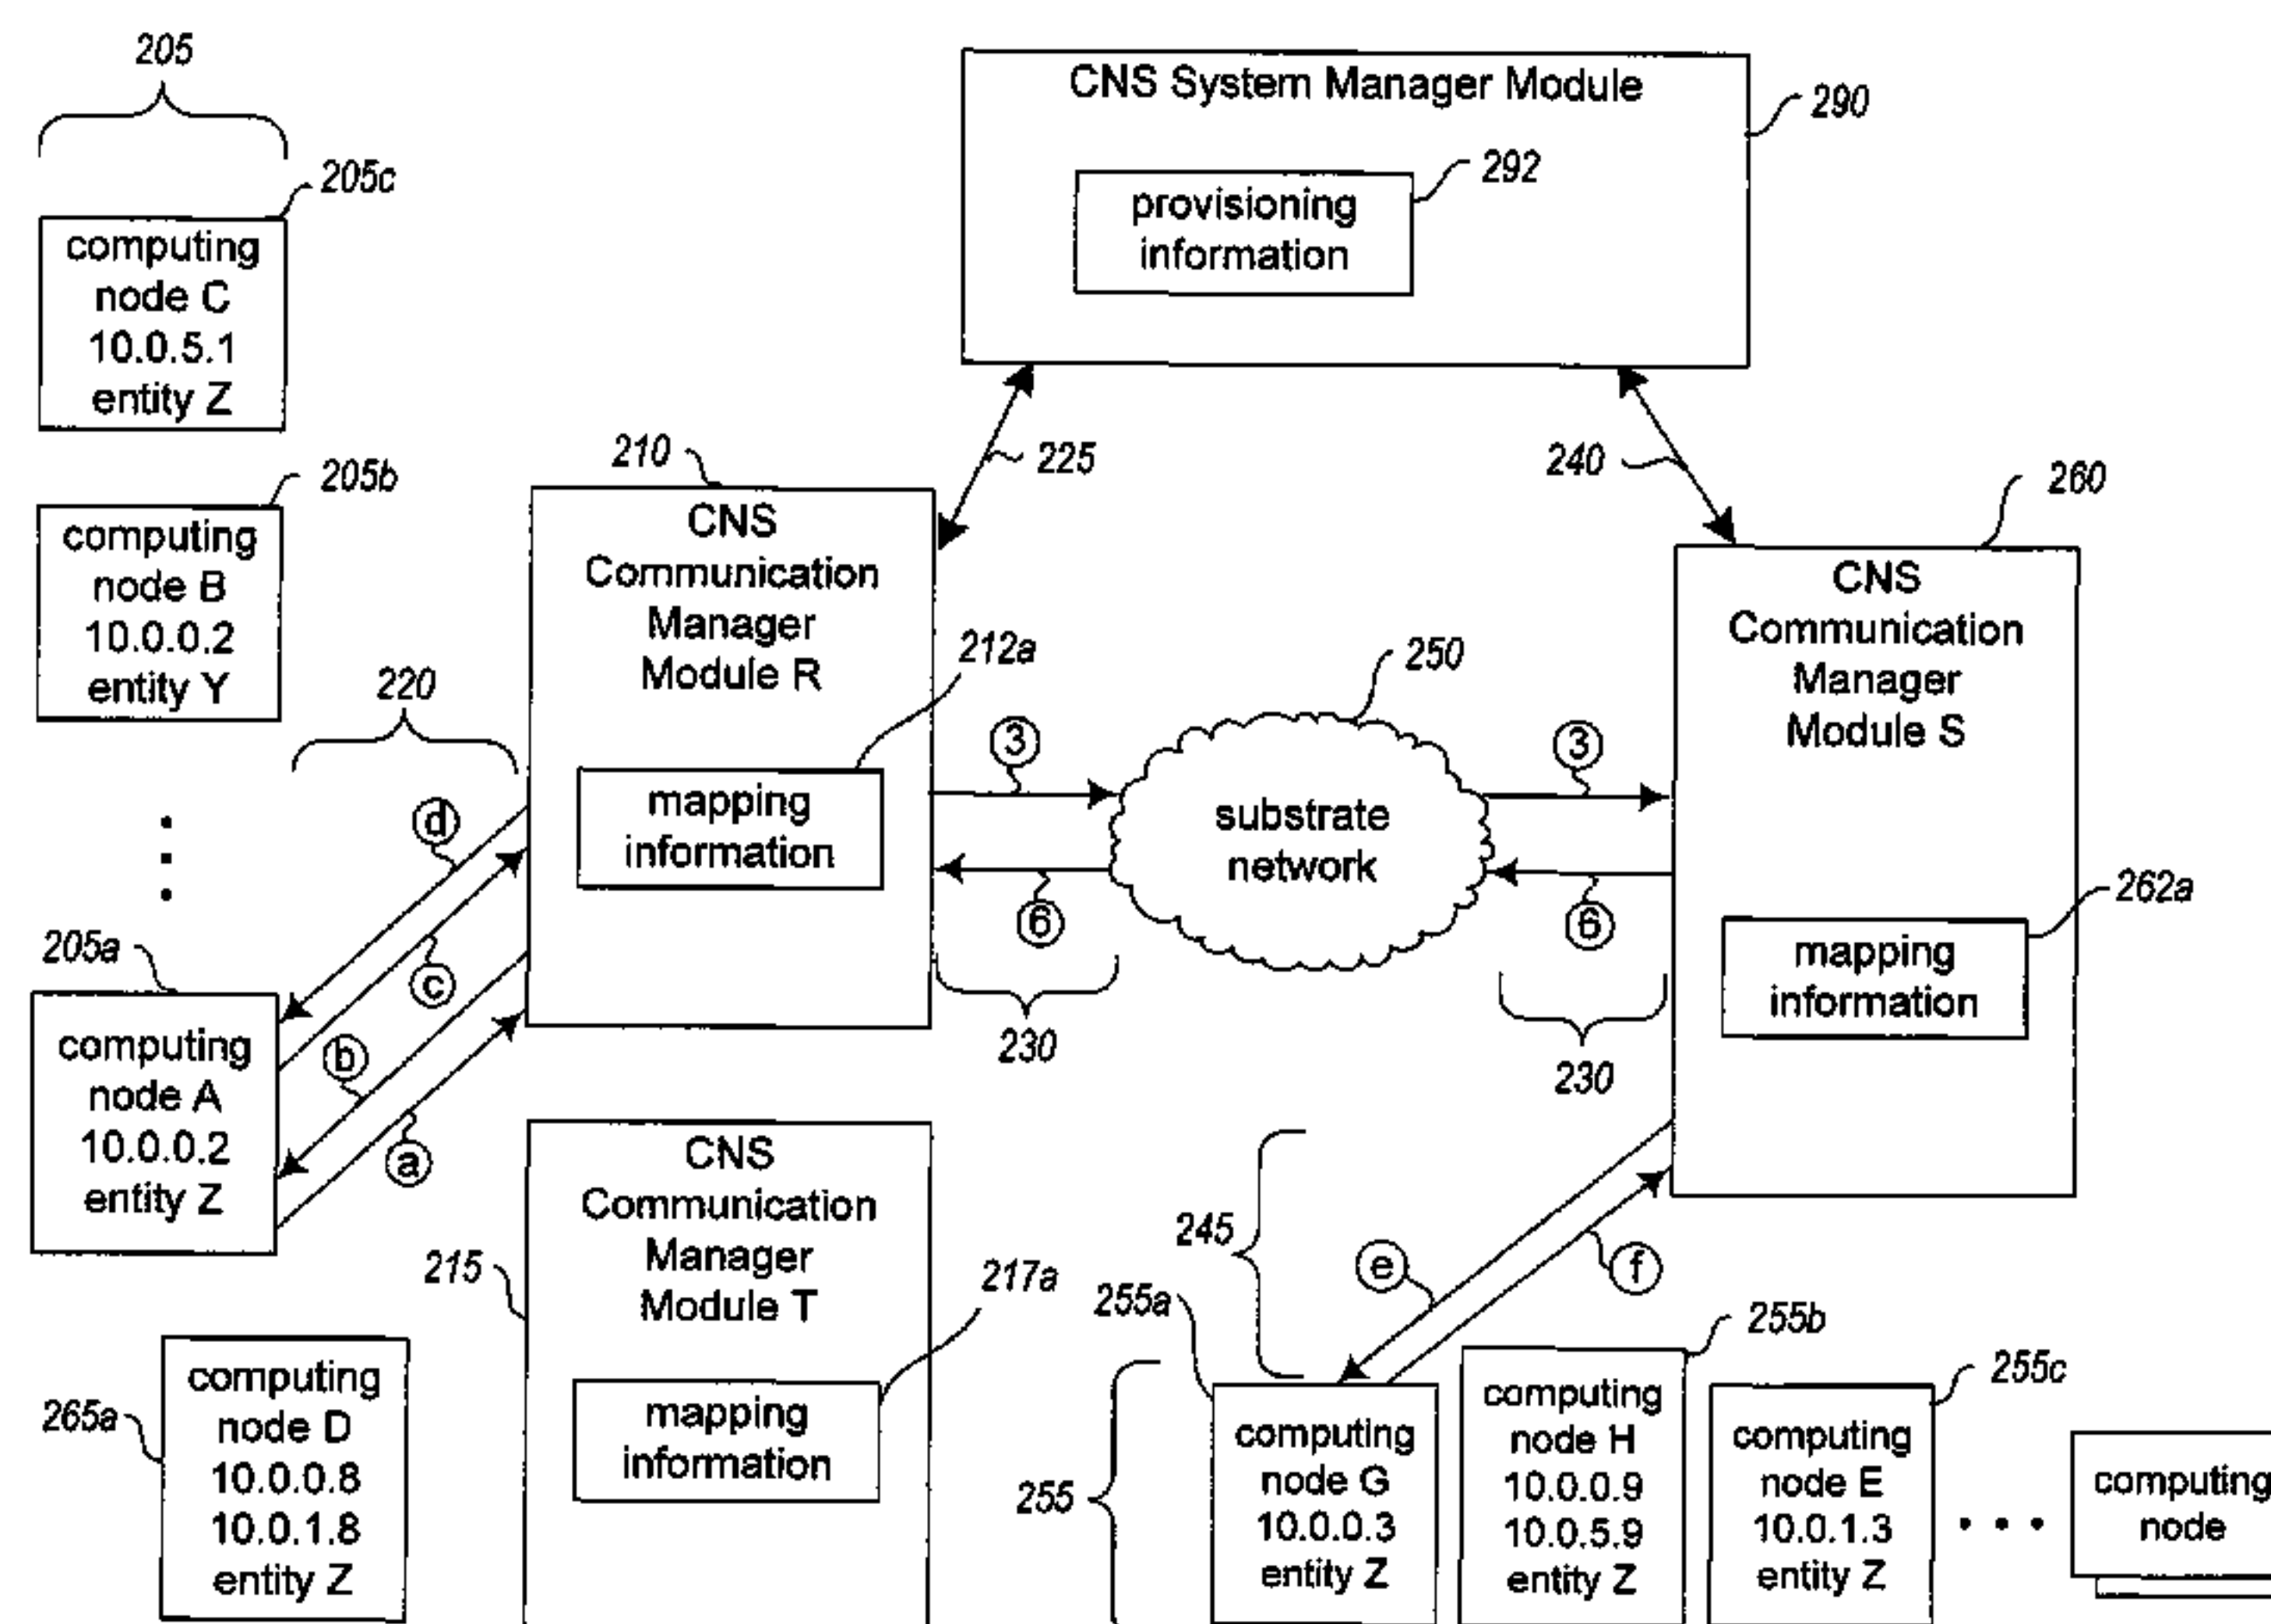 205
205c
computing
node C
10.0.5.1
entity Z
205b
computing
node B
10.0.0.2
entity Y
220
205a
computing
node A
10.0.0.2
entity Z
d
c
b
a
265a
computing
node D
10.0.0.8
10.0.1.8
entity Z
CNS System Manager Module
290
provisioning
information
292
225
240
210
CNS
Communication
Manager
Module R
212a
mapping
information
3
6
230
250
substrate
network
3
6
230
260
CNS
Communication
Manager
Module S
262a
mapping
information
215
CNS
Communication
Manager
Module T
217a
mapping
information
245
e
f
255
255a
computing
node G
10.0.0.3
entity Z
255b
computing
node H
10.0.0.9
10.0.5.9
entity Z
255c
computing
node E
10.0.1.3
entity Z
computing
node